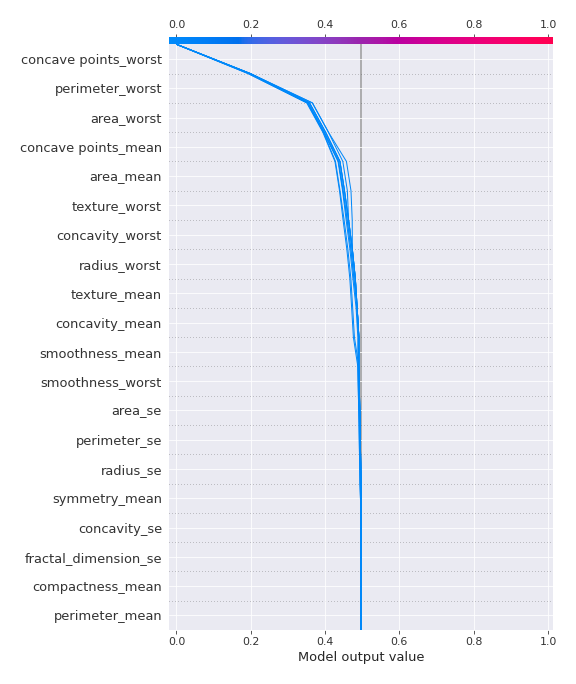 0.0 0.2 0.4 0.6 0.8 1.0
concave points_worst
perimeter_worst
area_worst
concave points_mean
area_mean
texture_worst
concavity_worst
radius_worst
texture_mean
concavity_mean
smoothness_mean
smoothness_worst
area_se
perimeter_se
radius_se
symmetry_mean
concavity_se
fractal_dimension_se
compactness_mean
perimeter_mean
0.0 0.2 0.4 0.6 0.8 1.0
Model output value